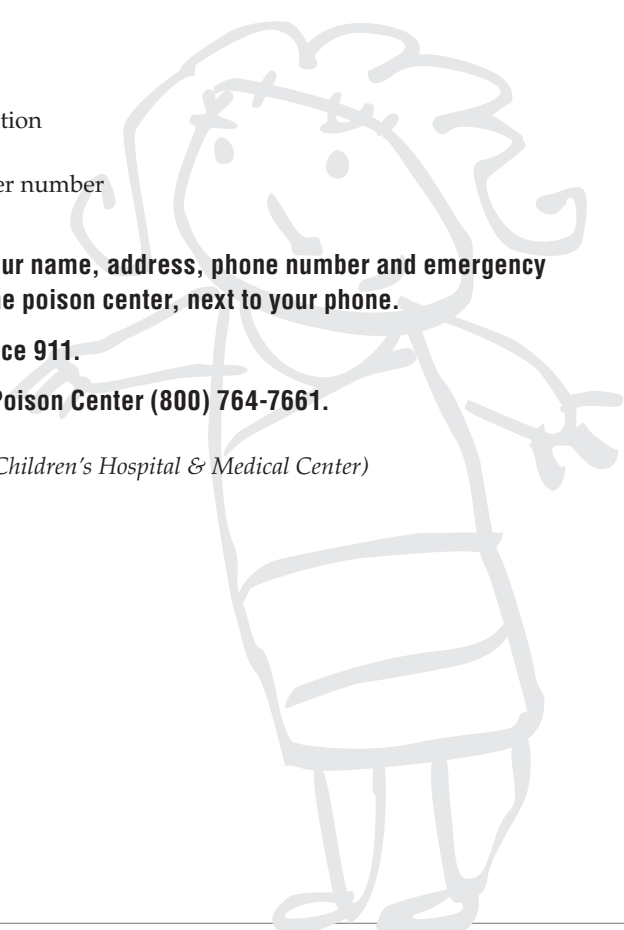 tion
er number
ur name, address, phone number and emergency
e poison center, next to your phone.
ce 911.
Poison Center (800) 764-7661.
Children's Hospital & Medical Center)